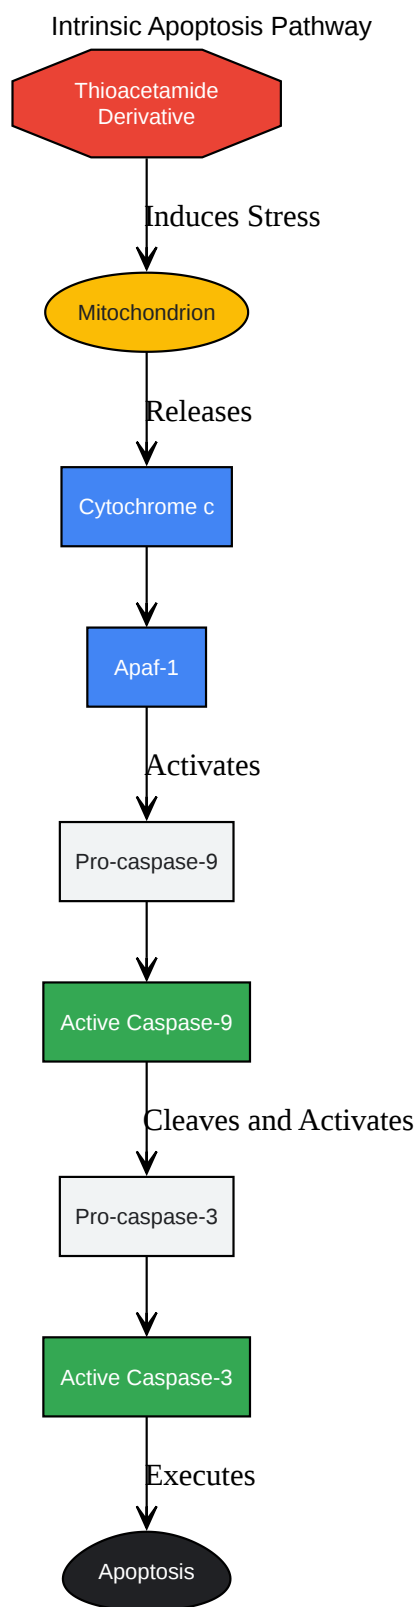 Intrinsic Apoptosis Pathway
Thioacetamide
Derivative
Induces Stress
Mitochondrion
Releases
Cytochrome c
Apaf-1
Activates
Pro-caspase-9
Active Caspase-9
Cleaves and Activates
Pro-caspase-3
Active Caspase-3
Executes
Apoptosis